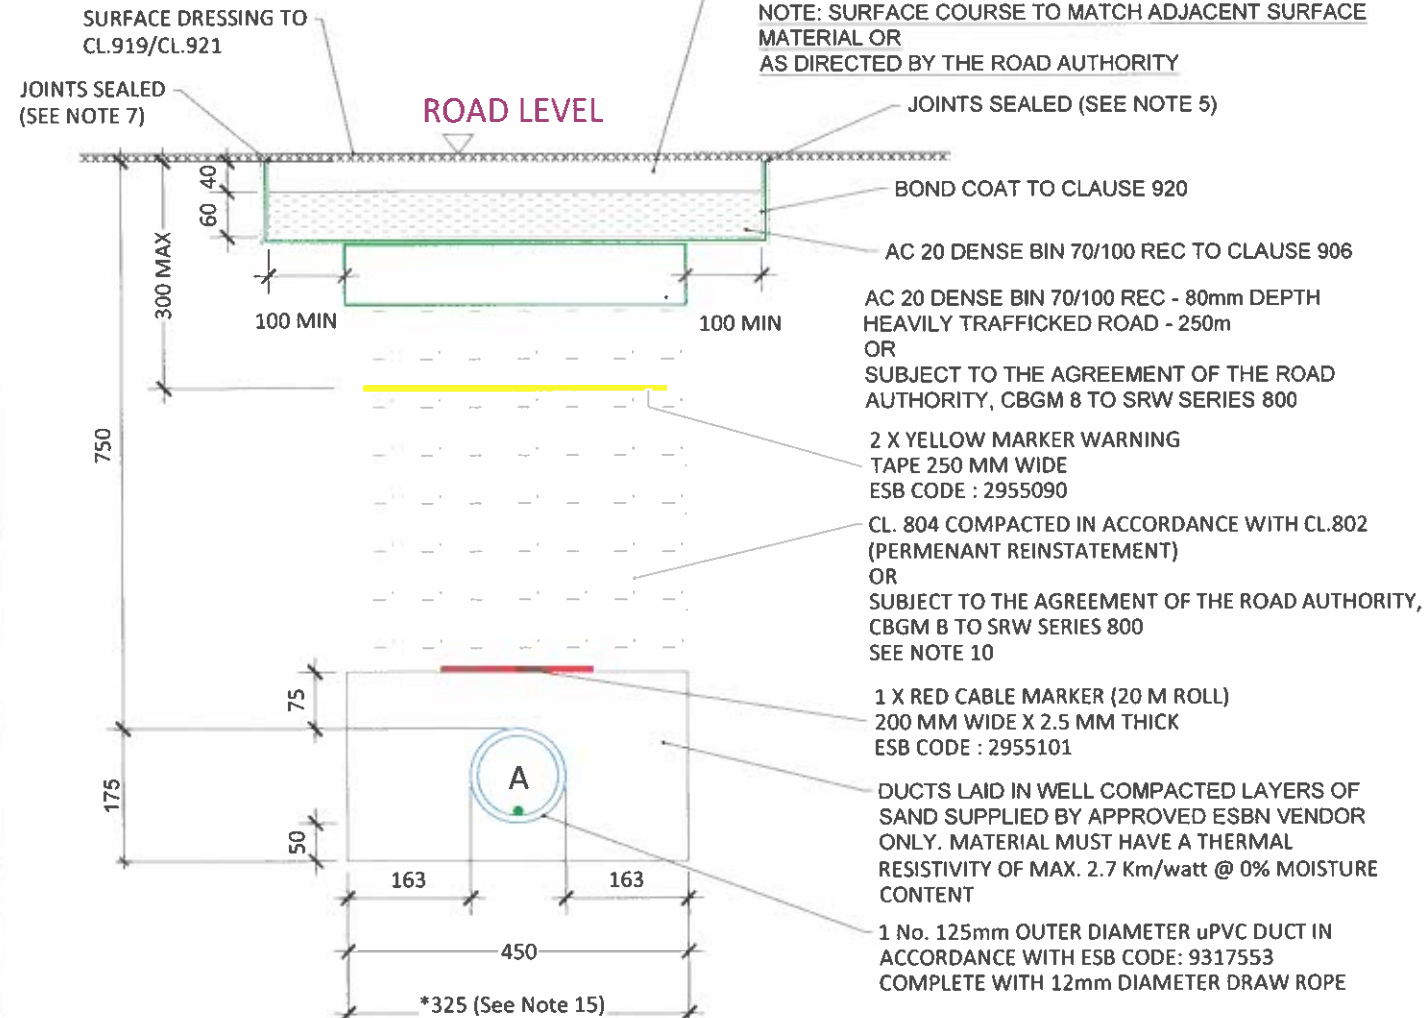 SURFACE DRESSING TO
CL.919/CL.921
JOINTS SEALED
(SEE NOTE 7)
ROAD LEVEL
NOTE: SURFACE COURSE TO MATCH ADJACENT SURFACE
MATERIAL OR
AS DIRECTED BY THE ROAD AUTHORITY
JOINTS SEALED (SEE NOTE 5)
BOND COAT TO CLAUSE 920
AC 20 DENSE BIN 70/100 REC TO CLAUSE 906
AC 20 DENSE BIN 70/100 REC - 80mm DEPTH
HEAVILY TRAFFICKED ROAD - 250m
OR
SUBJECT TO THE AGREEMENT OF THE ROAD
AUTHORITY, CBGM 8 TO SRW SERIES 800
2 X YELLOW MARKER WARNING
TAPE 250 MM WIDE
ESB CODE : 2955090
CL. 804 COMPACTED IN ACCORDANCE WITH CL.802
(PERMENANT REINSTATEMENT)
OR
SUBJECT TO THE AGREEMENT OF THE ROAD AUTHORITY,
CBGM B TO SRW SERIES 800
SEE NOTE 10
1 X RED CABLE MARKER (20 M ROLL)
200 MM WIDE X 2.5 MM THICK
ESB CODE : 2955101
DUCTS LAID IN WELL COMPACTED LAYERS OF
SAND SUPPLIED BY APPROVED ESBN VENDOR
ONLY. MATERIAL MUST HAVE A THERMAL
RESISTIVITY OF MAX. 2.7 Km/watt @ 0% MOISTURE
CONTENT
1 No. 125mm OUTER DIAMETER uPVC DUCT IN
ACCORDANCE WITH ESB CODE: 9317553
COMPLETE WITH 12mm DIAMETER DRAW ROPE
40
60
300 MAX
100 MIN
100 MIN
750
75
175
50
A
163
163
450
*325 (See Note 15)